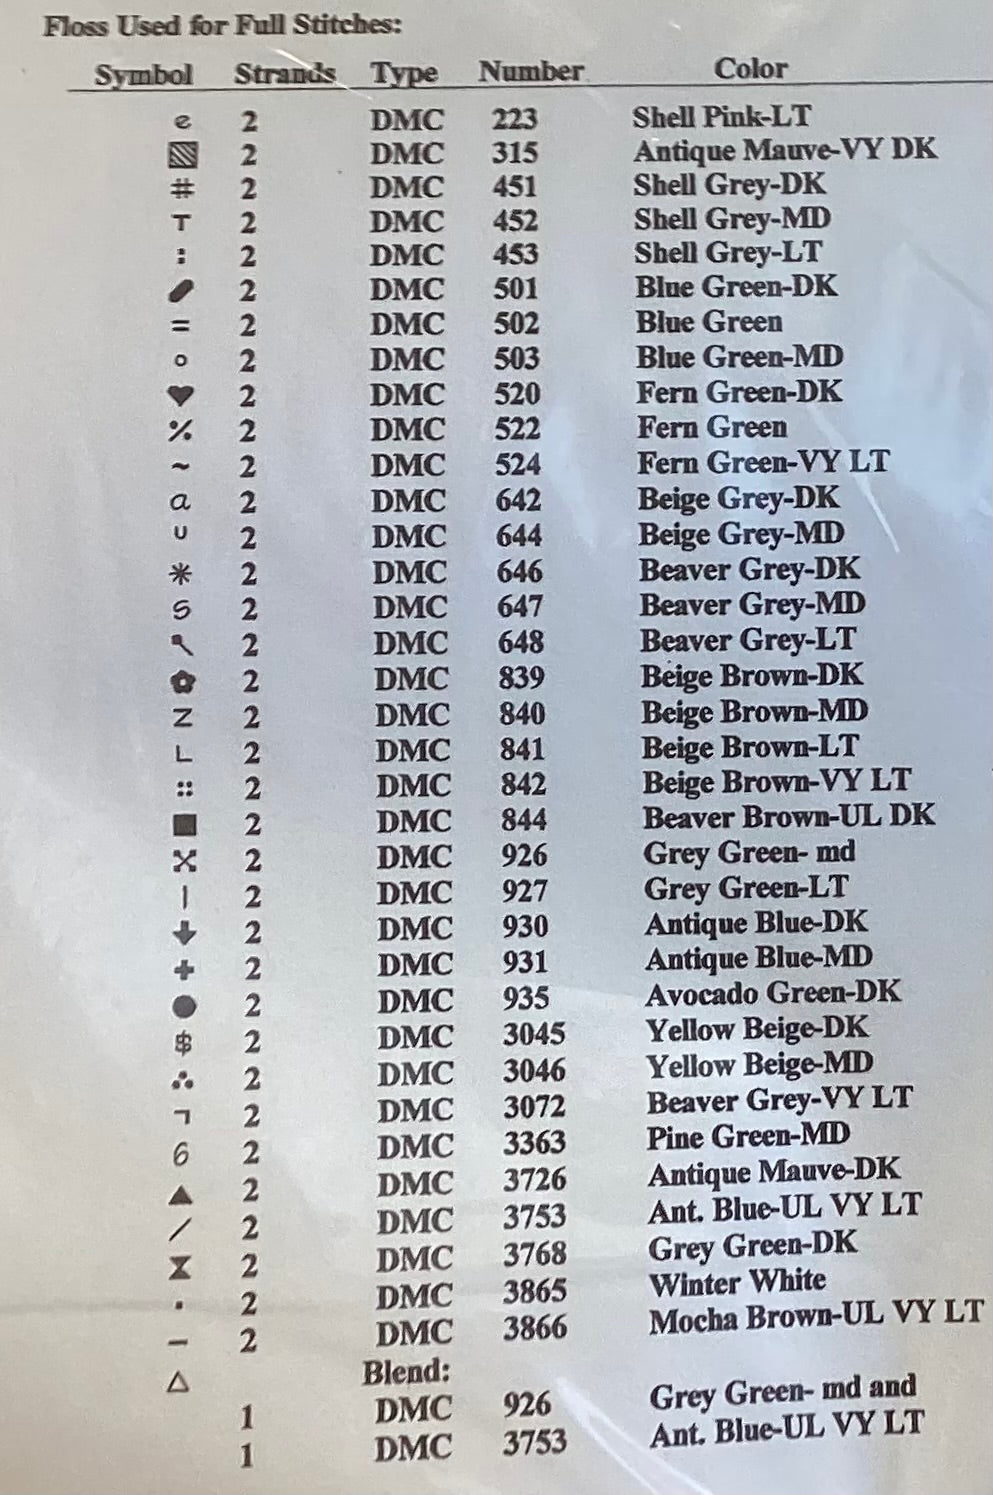 Floss Used for Full Stitches:
Symbol Strands Type Number Color
e 2 DMC 223 Shell Pink-LT
2 DMC 315 Antique Mauve-VY DK
# 2 DMC 451 Shell Grey-DK
T 2 DMC 452 Shell Grey-MD
: 2 DMC 453 Shell Grey-LT
2 DMC 501 Blue Green-DK
= 2 DMC 502 Blue Green
o 2 DMC 503 Blue Green-MD
♥ 2 DMC 520 Fern Green-DK
% 2 DMC 522 Fern Green
~ 2 DMC 524 Fern Green-VY LT
a 2 DMC 642 Beige Grey-DK
U 2 DMC 644 Beige Grey-MD
* 2 DMC 646 Beaver Grey-DK
S 2 DMC 647 Beaver Grey-MD
2 DMC 648 Beaver Grey-LT
2 DMC 839 Beige Brown-DK
Z 2 DMC 840 Beige Brown-MD
L 2 DMC 841 Beige Brown-LT
:: 2 DMC 842 Beige Brown-VY LT
■ 2 DMC 844 Beaver Brown-UL DK
2 DMC 926 Grey Green- md
| 2 DMC 927 Grey Green-LT
2 DMC 930 Antique Blue-DK
+ 2 DMC 931 Antique Blue-MD
● 2 DMC 935 Avocado Green-DK
$ 2 DMC 3045 Yellow Beige-DK
∴ 2 DMC 3046 Yellow Beige-MD
¬ 2 DMC 3072 Beaver Grey-VY LT
6 2 DMC 3363 Pine Green-MD
▲ 2 DMC 3726 Antique Mauve-DK
/ 2 DMC 3753 Ant. Blue-UL VY LT
2 DMC 3768 Grey Green-DK
· 2 DMC 3865 Winter White
- 2 DMC 3866 Mocha Brown-UL VY LT
△ Blend:
1 DMC 926 Grey Green- md and
1 DMC 3753 Ant. Blue-UL VY LT